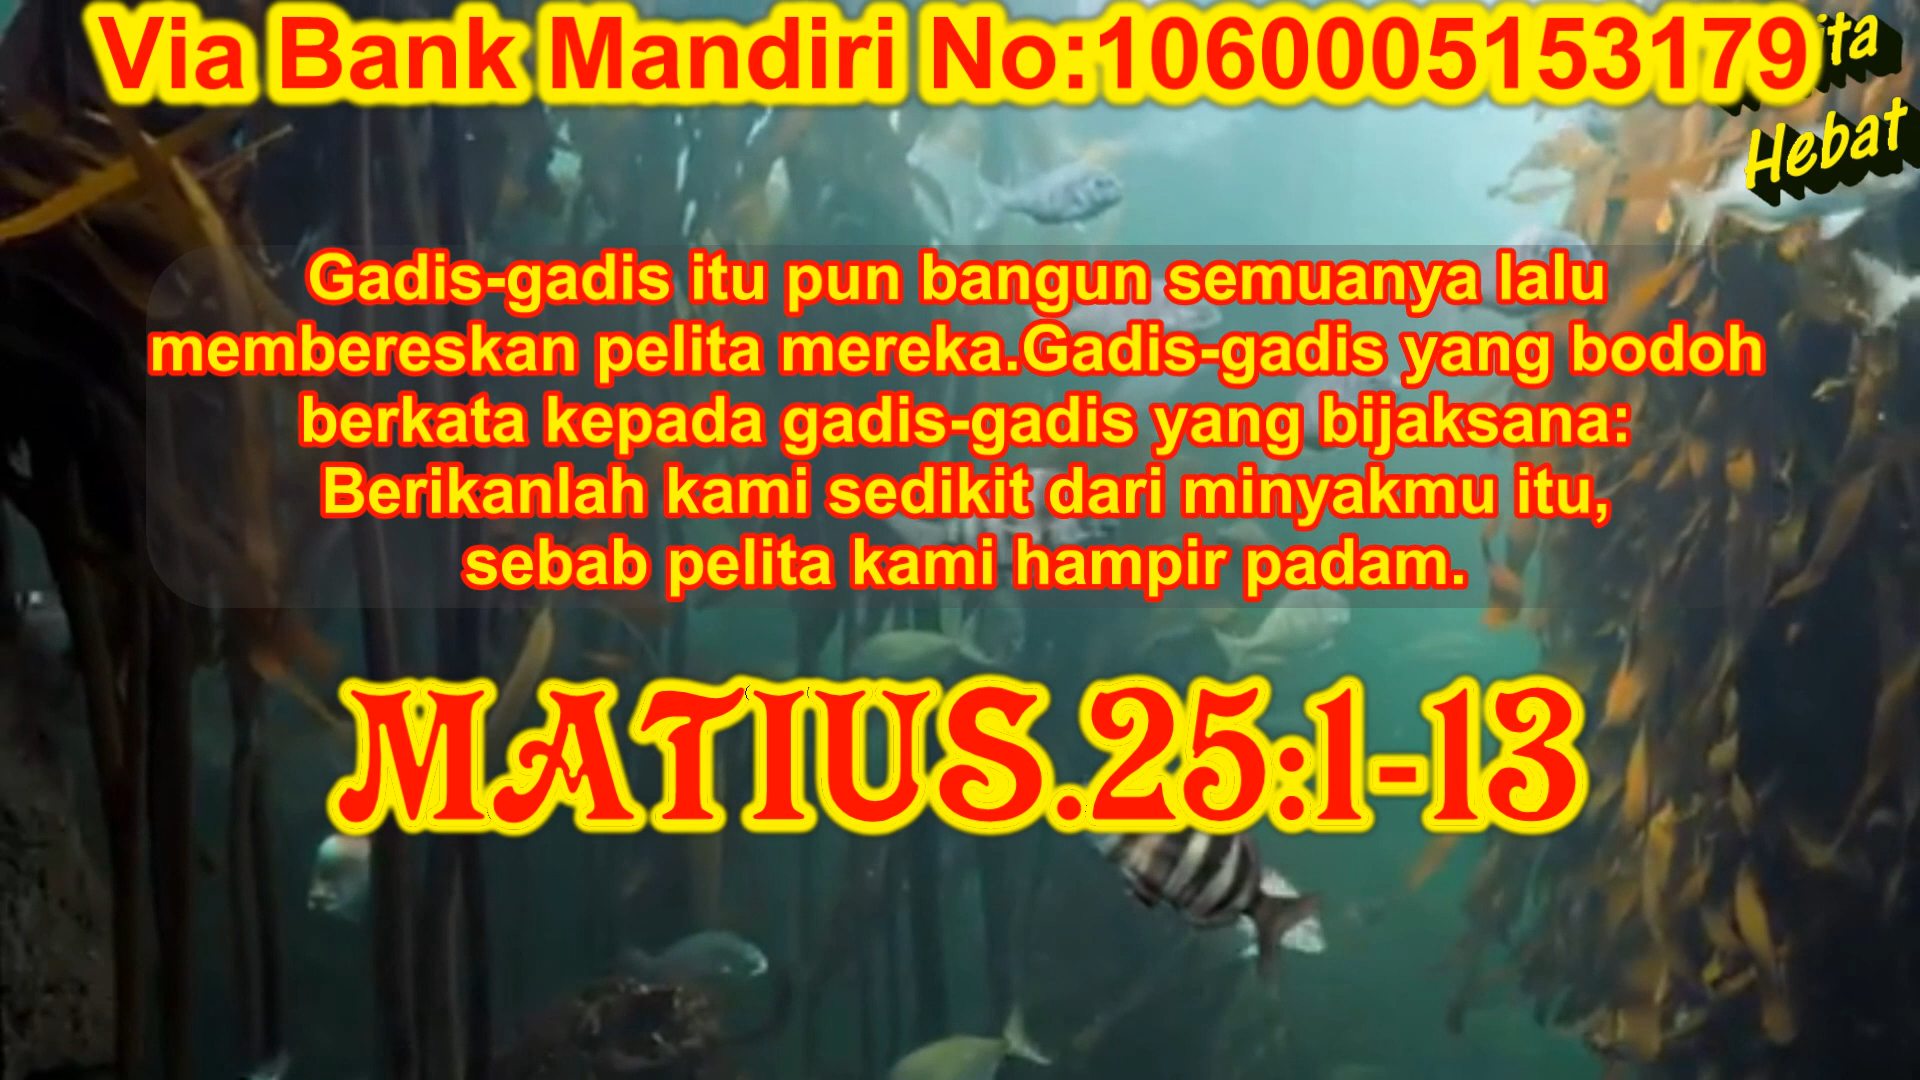 Via Bank Mandiri No:1060005153179
ita
Hebat
Gadis-gadis itu pun bangun semuanya lalu
membereskan pelita mereka.Gadis-gadis yang bodoh
berkata kepada gadis-gadis yang bijaksana:
Berikanlah kami sedikit dari minyakmu itu,
sebab pelita kami hampir padam.
MATIUS.25:1-13